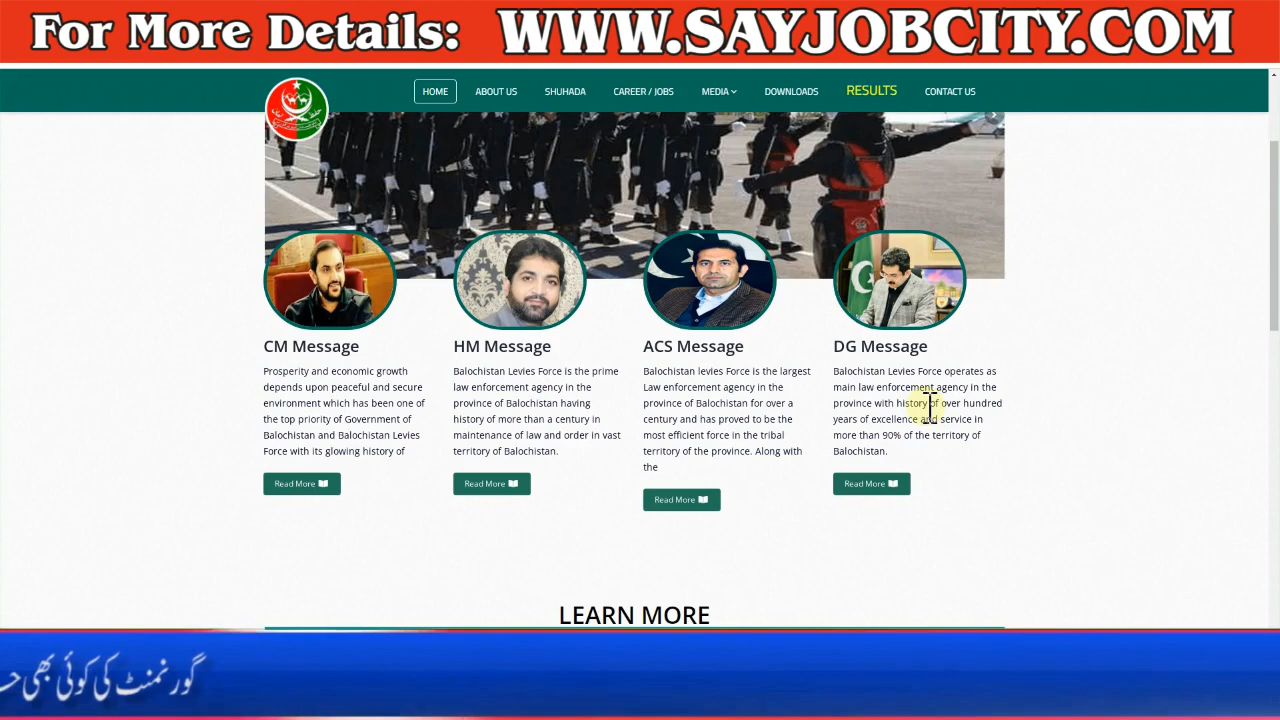 For More Details: WWW.SAYJOBCITY.COM
HOME ABOUT US SHUHADA CAREER / JOBS MEDIA DOWNLOADS RESULTS CONTACT US
CM Message
Prosperity and economic growth
depends upon peaceful and secure
environment which has been one of
the top priority of Government of
Balochistan and Balochistan Levies
Force with its glowing history of
Read More
HM Message
Balochistan Levies Force is the prime
law enforcement agency in the
province of Balochistan having
history of more than a century in
maintenance of law and order in vast
territory of Balochistan.
Read More
ACS Message
Balochistan levies Force is the largest
Law enforcement agency in the
province of Balochistan for over a
century and has proved to be the
most efficient force in the tribal
territory of the province. Along with
the
Read More
DG Message
Balochistan Levies Force operates as
main law enforcement agency in the
province with history of over hundred
years of excellence and service in
more than 90% of the territory of
Balochistan.
Read More
LEARN MORE
گورنمنٹ کی کوئی بھی